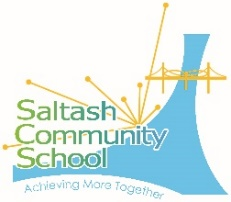 Saltash
Community
School
Achieving More Together